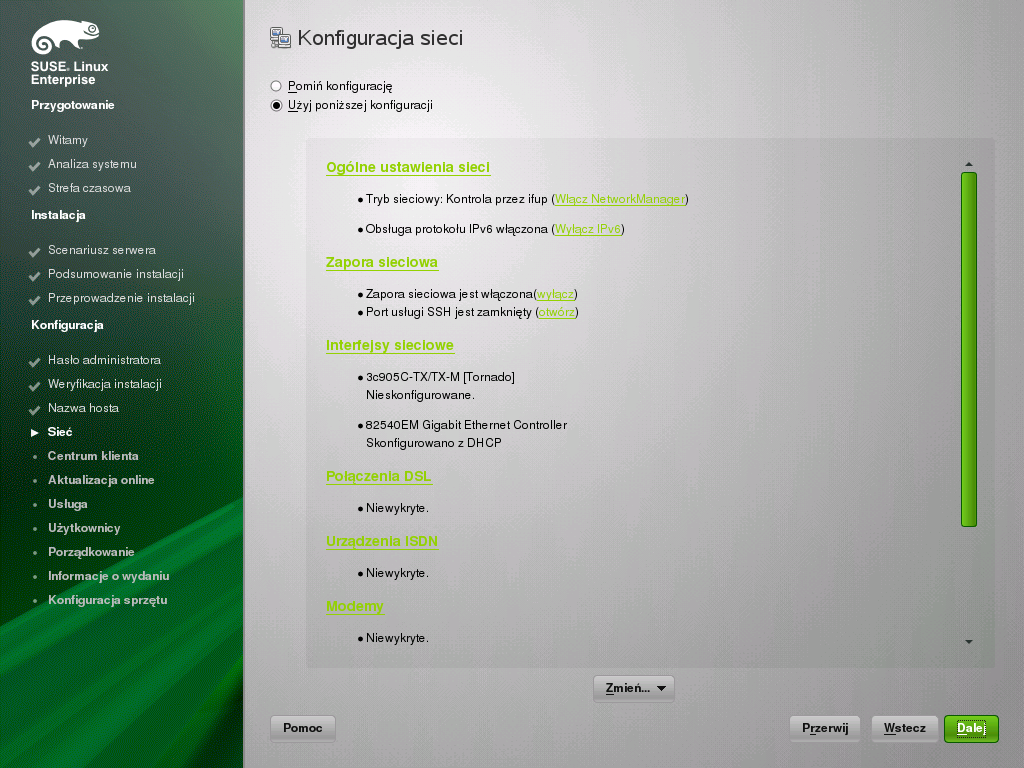 SUSE. Linux
Enterprise
Przygotowanie
Witamy
Analiza systemu
Strefa czasowa
Instalacja
Scenariusz serwera
Podsumowanie instalacji
Przeprowadzenie instalacji
Konfiguracja
Hasło administratora
Weryfikacja instalacji
Nazwa hosta
Sieć
Centrum klienta
Aktualizacja online
Usługa
Użytkownicy
Porządkowanie
Informacje o wydaniu
Konfiguracja sprzętu
Konfiguracja sieci
Pomiń konfigurację
Użyj poniższej konfiguracji
Ogólne ustawienia sieci
Tryb sieciowy: Kontrola przez ifup (Włącz NetworkManager)
Obsługa protokołu IPv6 włączona (Wyłącz IPv6)
Zapora sieciowa
Zapora sieciowa jest włączona(wyłącz)
Port usługi SSH jest zamknięty (otwórz)
Interfejsy sieciowe
3c905C-TX/TX-M [Tornado]
Nieskonfigurowane.
82540EM Gigabit Ethernet Controller
Skonfigurowano z DHCP
Połączenia DSL
Niewykryte.
Urządzenia ISDN
Niewykryte.
Modemy
Niewykryte.
Zmień...
Pomoc
Przerwij
Wstecz
Dalej